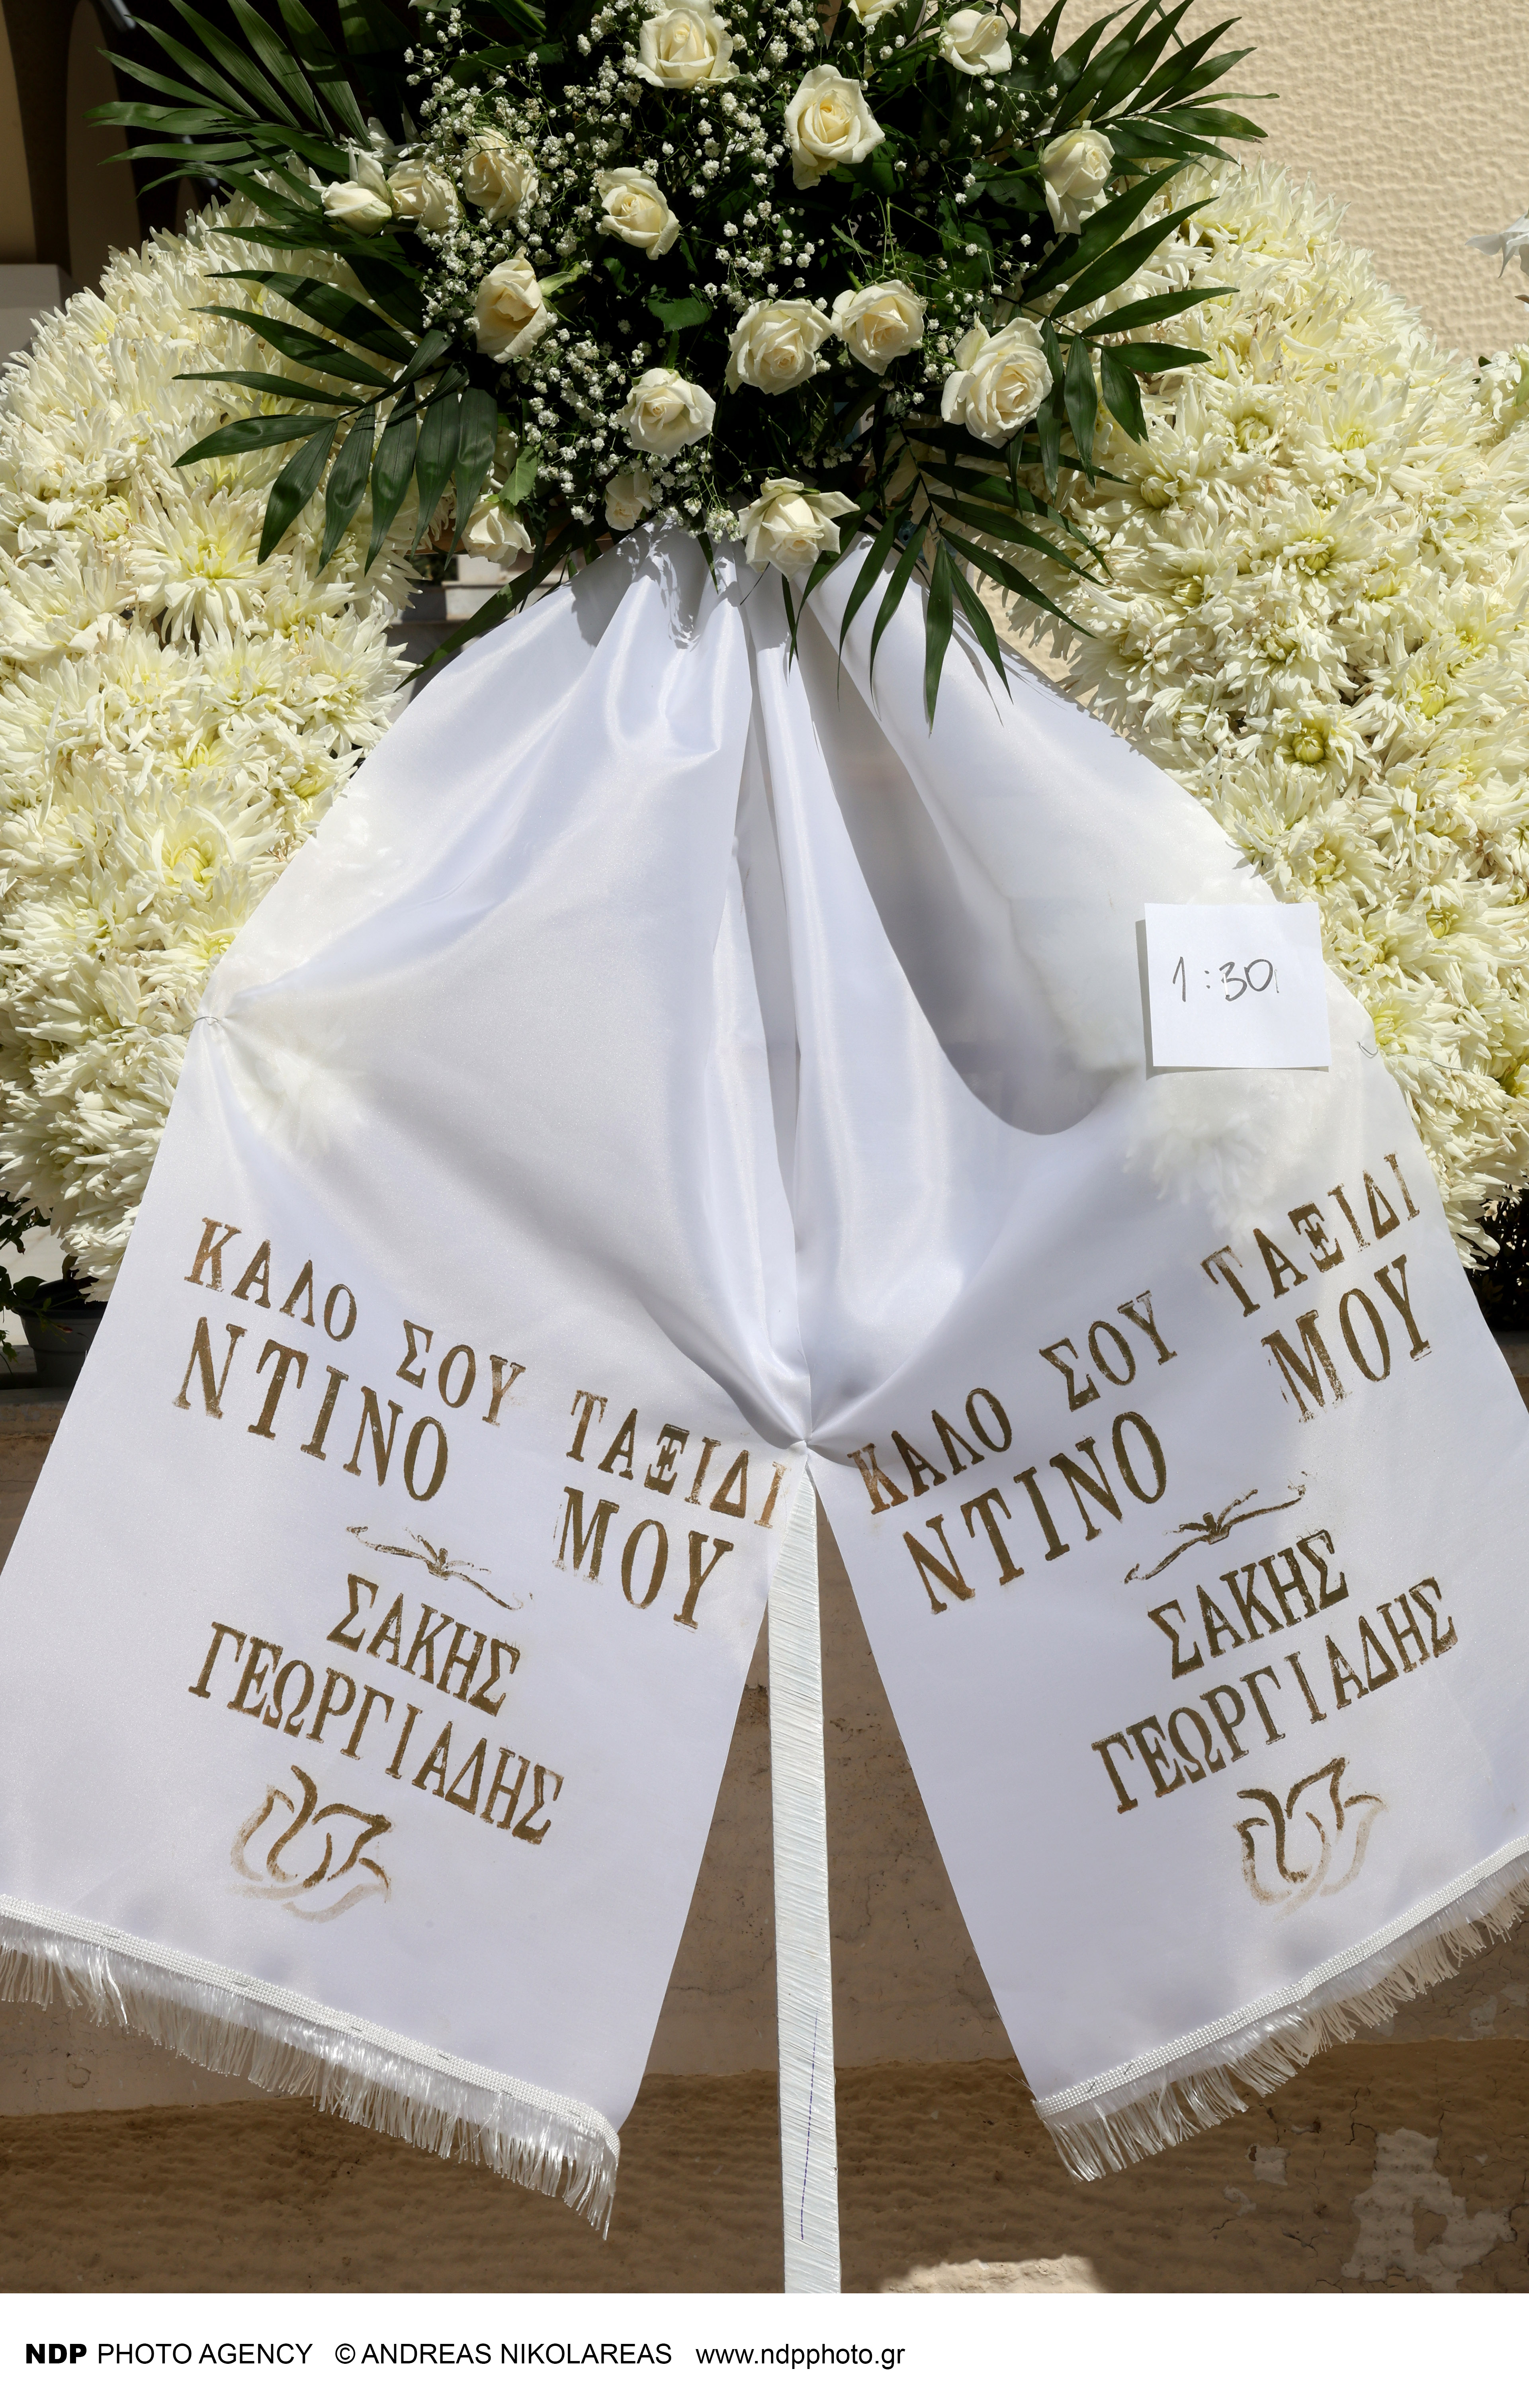 1:30
ΚΑΛΟ ΣΟΥ ΤΑΞΙΔΙ
ΝΤΙΝΟ ΜΟΥ
ΣΑΚΗΣ
ΓΕΩΡΓΙΑΔΗΣ
ΚΑΛΟ ΣΟΥ ΤΑΞΙΔΙ
ΝΤΙΝΟ ΜΟΥ
ΣΑΚΗΣ
ΓΕΩΡΓΙΑΔΗΣ
NDP PHOTO AGENCY © ANDREAS NIKOLAREAS www.ndpphoto.gr